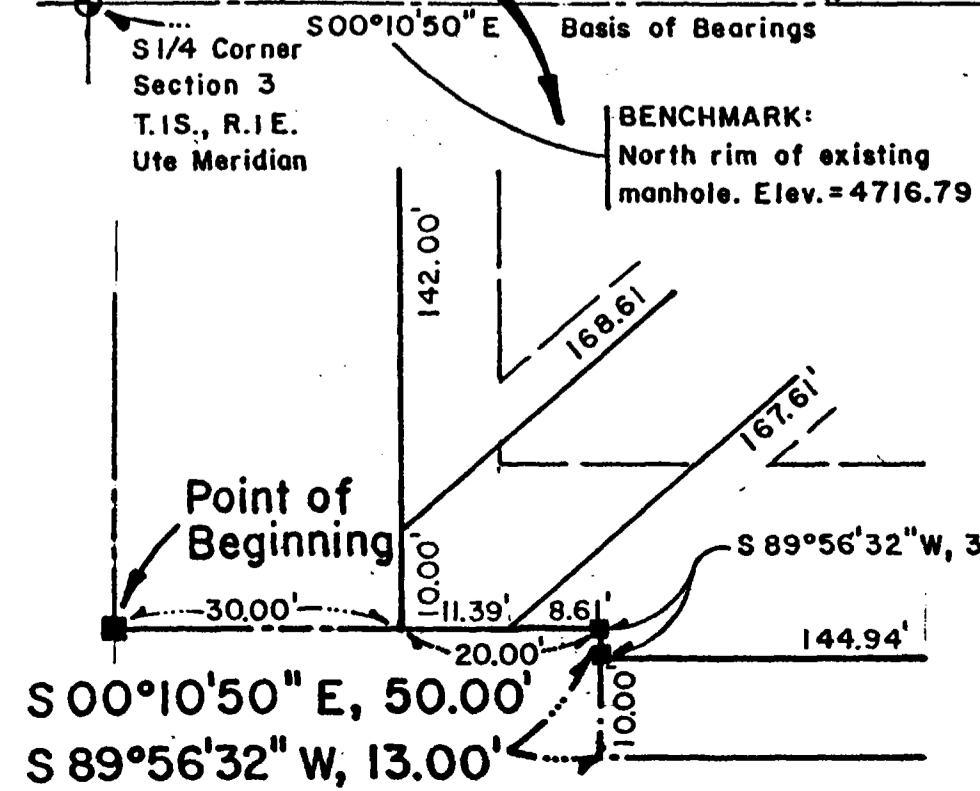 S 00°10'50" E
Basis of Bearings
S 1/4 Corner
Section 3
T. 1S., R. 1 E.
Ute Meridian
BENCHMARK:
North rim of existing
manhole. Elev. = 4716.79
142.00'
168.61
167.61'
Point of
Beginning
10.00'
S 89°56'32" W, 3
30.00'
11.39'
8.61'
20.00'
144.94'
S 00°10'50" E, 50.00'
10.00'
S 89°56'32" W, 13.00'